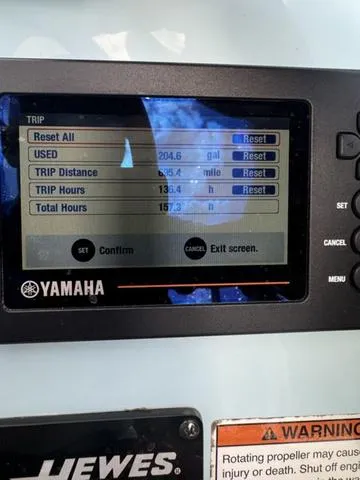 TRIP
Reset All Reset
USED 204.6 gal Reset
TRIP Distance mile Reset
TRIP Hours 136.4 h Reset
Total Hours 157.3 h
SET Confirm CANCEL Exit screen.
YAMAHA
SET
CANCEL
MENU
HEWES
WARNING
Rotating propeller may cause
injury or death. Shut off